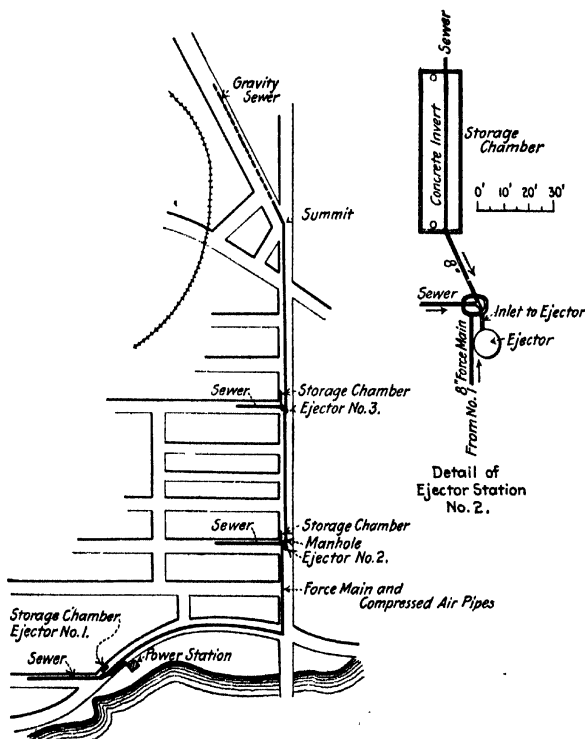 Gravity
Sewer
Summit
Sewer
Storage Chamber
Ejector No.3.
Sewer
Storage Chamber
Manhole
Ejector No.2.
Force Main and
Compressed Air Pipes
Storage Chamber
Ejector No.1.
Sewer
Power Station
Sewer
Concrete Invert
Storage
Chamber
0' 10' 20' 30'
8"
Sewer
Inlet to Ejector
Ejector
8" Force Main
From No.1
Detail of
Ejector Station
No.2.